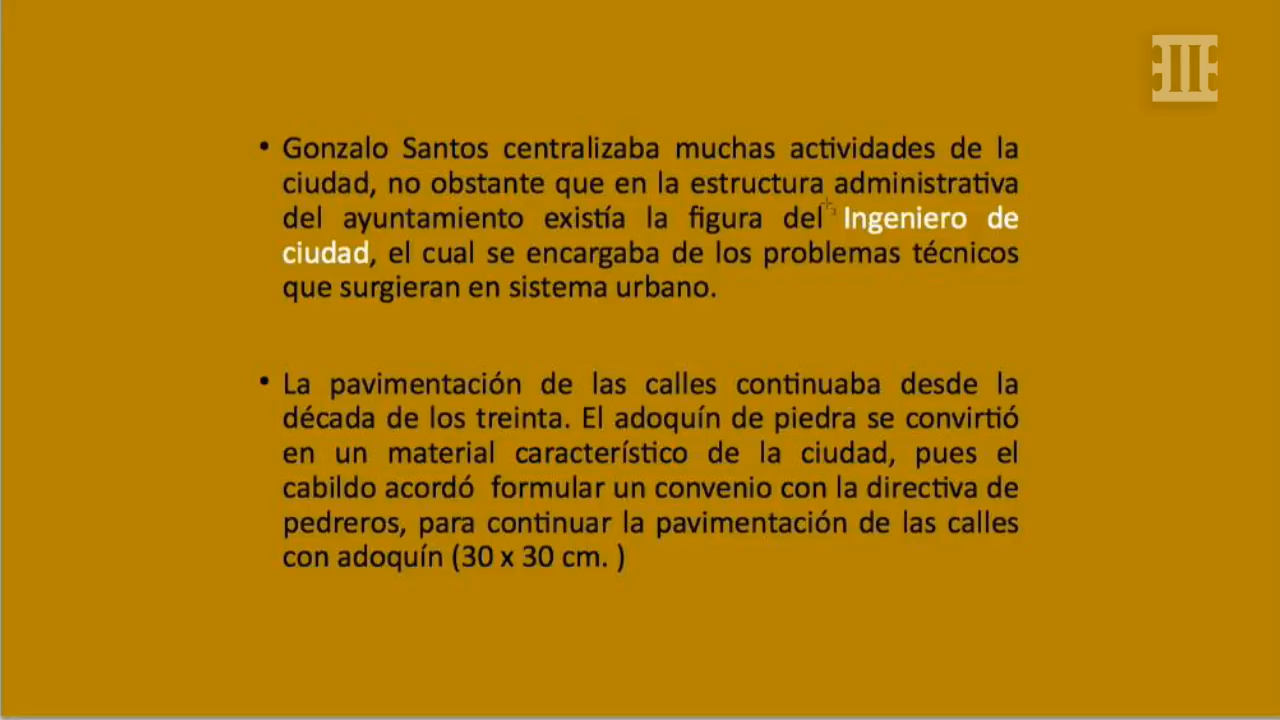 • Gonzalo Santos centralizaba muchas actividades de la
ciudad, no obstante que en la estructura administrativa
del ayuntamiento existía la figura del Ingeniero de
ciudad, el cual se encargaba de los problemas técnicos
que surgieran en sistema urbano.
• La pavimentación de las calles continuaba desde la
década de los treinta. El adoquín de piedra se convirtió
en un material característico de la ciudad, pues el
cabildo acordó  formular un convenio con la directiva de
pedreros, para continuar la pavimentación de las calles
con adoquín (30 x 30 cm. )